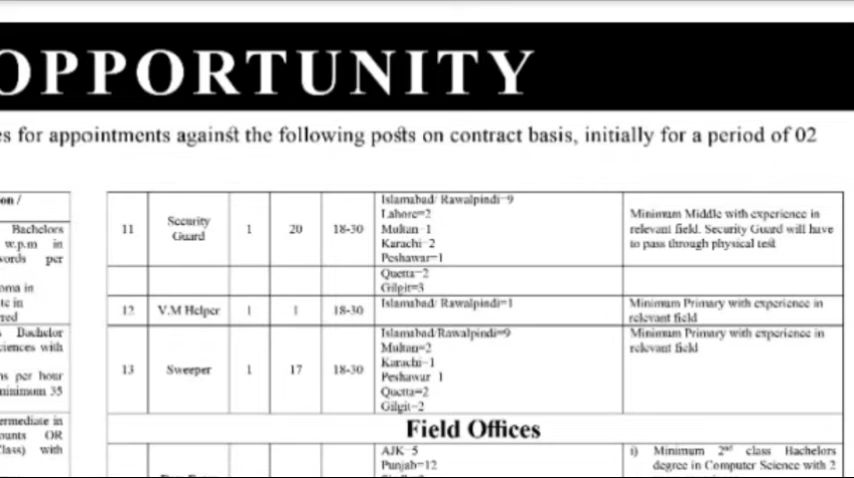 OPPORTUNITY
es for appointments against the following posts on contract basis, initially for a period of 02
on /
Bachelors
w.p.m in
words per
oma in
te in
red
Bachelor
ciences with
ns per hour
minimum 35
ermediate in
ounts OR
Class) with
11 Security Guard 1 20 18-30
Islamabad/ Rawalpindi=9
Lahore=2
Multan=1
Karachi=2
Peshawar=1
Quetta=2
Gilgit=3
Minimum Middle with experience in
relevant field. Security Guard will have
to pass through physical test
12 V.M Helper 1 1 18-30 Islamabad/ Rawalpindi=1
Minimum Primary with experience in
relevant field
13 Sweeper 1 17 18-30
Islamabad/Rawalpindi=9
Multan=2
Karachi=1
Peshawar 1
Quetta=2
Gilgit=2
Minimum Primary with experience in
relevant field
Field Offices
AJK=5
Punjab=12
i) Minimum 2nd class Bachelors
degree in Computer Science with 2